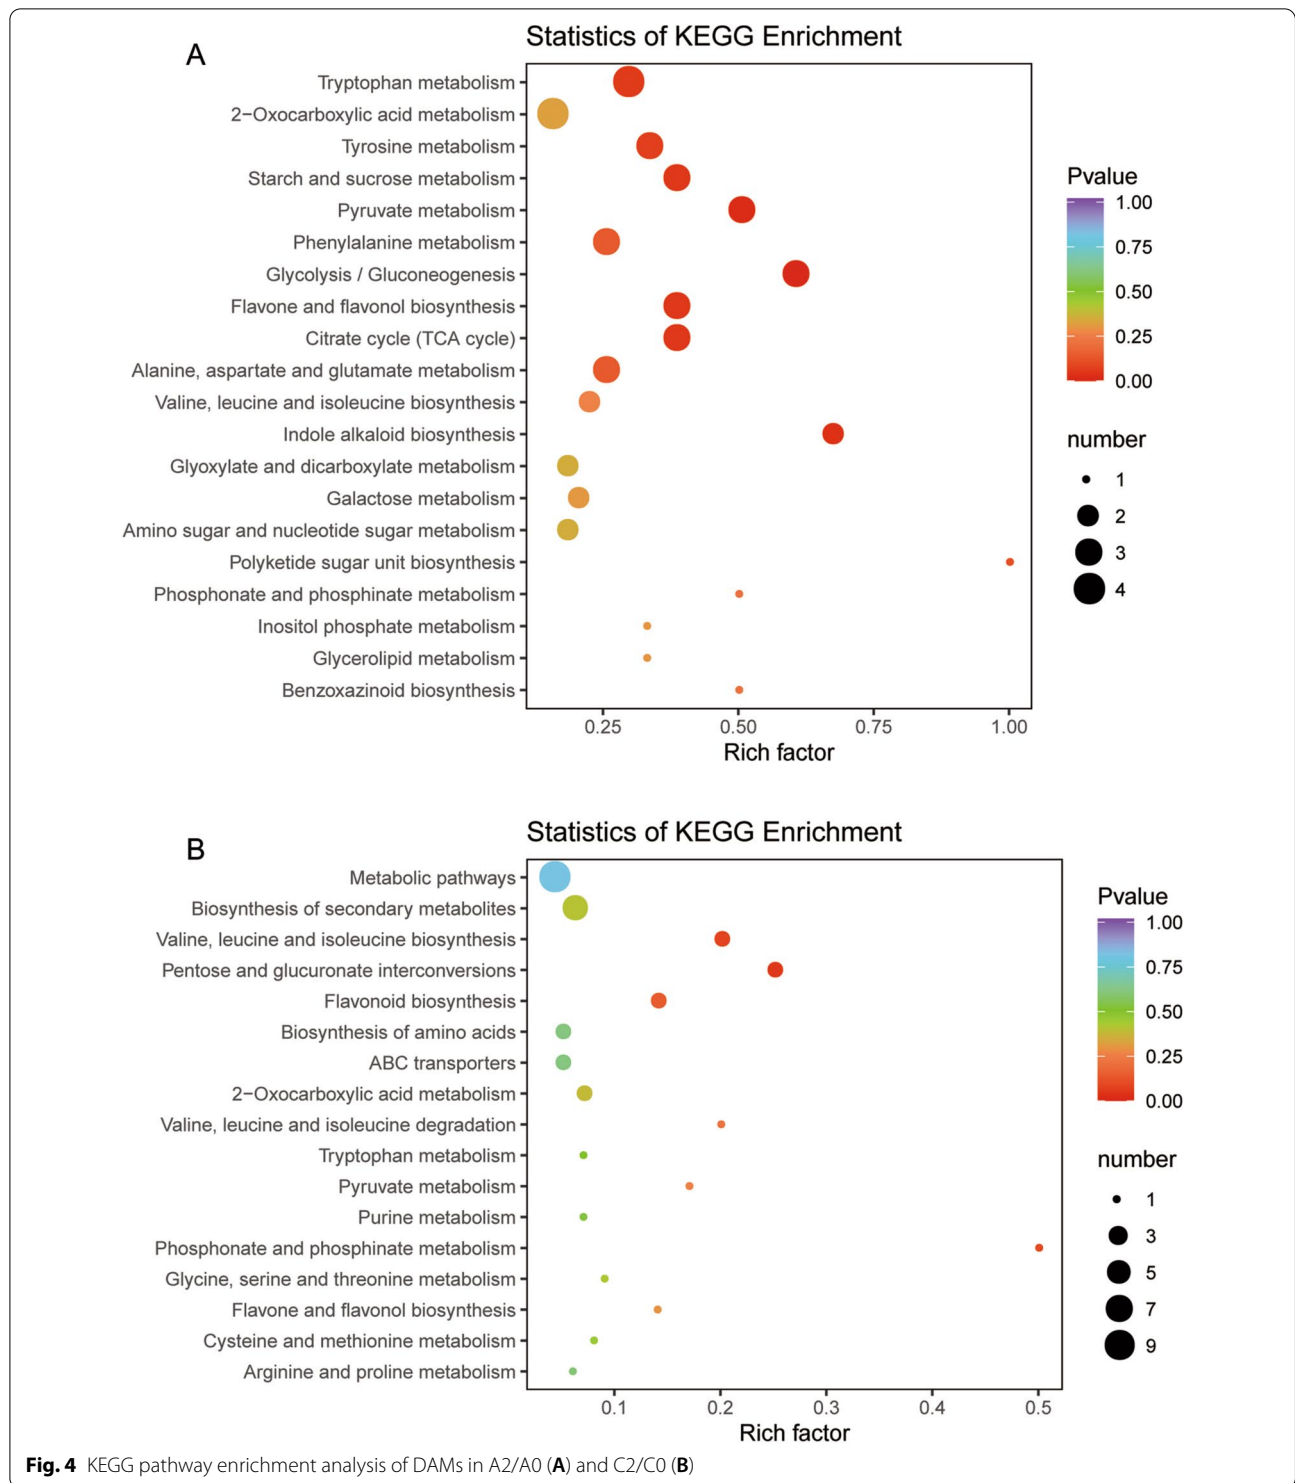 A
Statistics of KEGG Enrichment
Tryptophan metabolism
2−Oxocarboxylic acid metabolism
Tyrosine metabolism
Starch and sucrose metabolism
Pyruvate metabolism
Phenylalanine metabolism
Glycolysis / Gluconeogenesis
Flavone and flavonol biosynthesis
Citrate cycle (TCA cycle)
Alanine, aspartate and glutamate metabolism
Valine, leucine and isoleucine biosynthesis
Indole alkaloid biosynthesis
Glyoxylate and dicarboxylate metabolism
Galactose metabolism
Amino sugar and nucleotide sugar metabolism
Polyketide sugar unit biosynthesis
Phosphonate and phosphinate metabolism
Inositol phosphate metabolism
Glycerolipid metabolism
Benzoxazinoid biosynthesis
0.25 0.50 0.75 1.00
Rich factor
Pvalue
1.00
0.75
0.50
0.25
0.00
number
1
2
3
4
B
Statistics of KEGG Enrichment
Metabolic pathways
Biosynthesis of secondary metabolites
Valine, leucine and isoleucine biosynthesis
Pentose and glucuronate interconversions
Flavonoid biosynthesis
Biosynthesis of amino acids
ABC transporters
2−Oxocarboxylic acid metabolism
Valine, leucine and isoleucine degradation
Tryptophan metabolism
Pyruvate metabolism
Purine metabolism
Phosphonate and phosphinate metabolism
Glycine, serine and threonine metabolism
Flavone and flavonol biosynthesis
Cysteine and methionine metabolism
Arginine and proline metabolism
0.1 0.2 0.3 0.4 0.5
Rich factor
Pvalue
1.00
0.75
0.50
0.25
0.00
number
1
3
5
7
9
Fig. 4 KEGG pathway enrichment analysis of DAMs in A2/A0 (A) and C2/C0 (B)